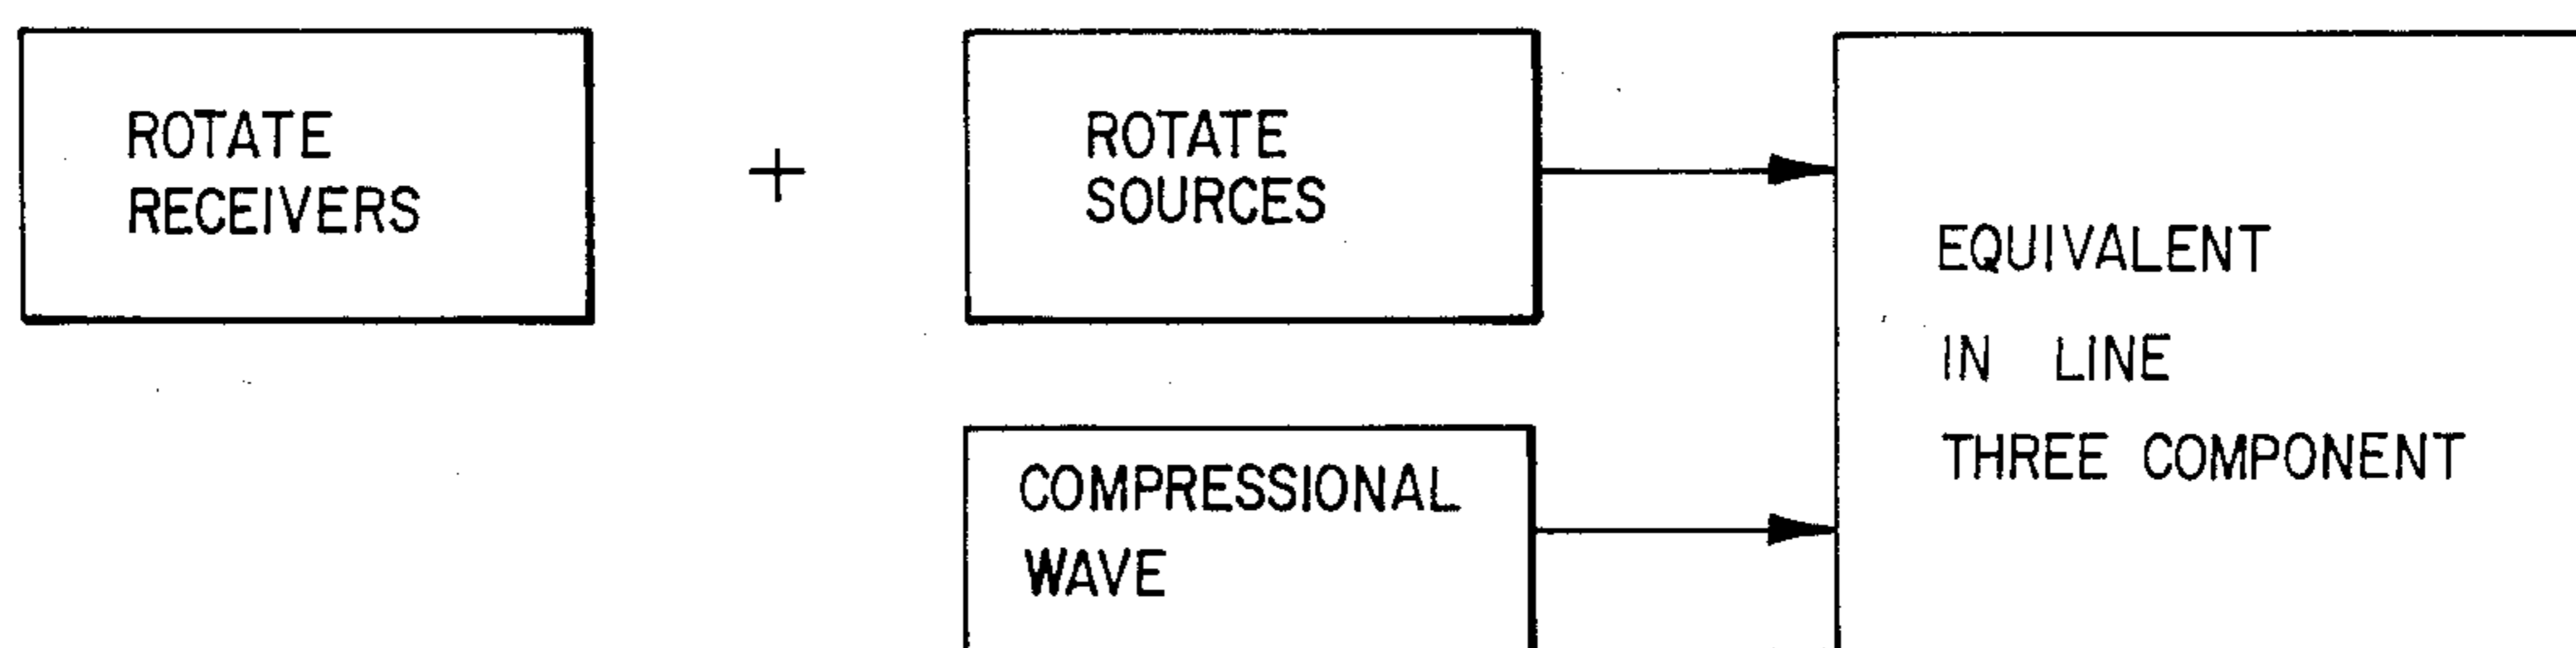 ROTATE
RECEIVERS
+
ROTATE
SOURCES
EQUIVALENT
IN LINE
THREE COMPONENT
COMPRESSIONAL
WAVE